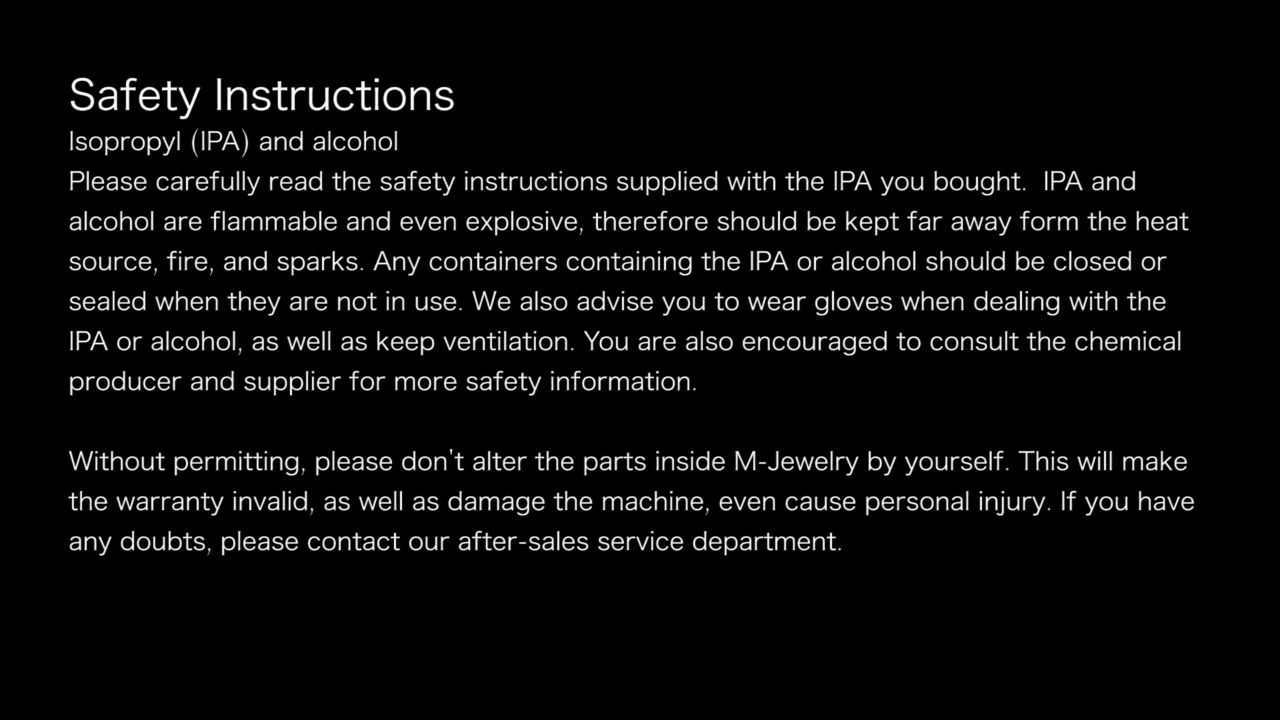 Safety Instructions
Isopropyl (IPA) and alcohol
Please carefully read the safety instructions supplied with the IPA you bought.  IPA and
alcohol are flammable and even explosive, therefore should be kept far away form the heat
source, fire, and sparks. Any containers containing the IPA or alcohol should be closed or
sealed when they are not in use. We also advise you to wear gloves when dealing with the
IPA or alcohol, as well as keep ventilation. You are also encouraged to consult the chemical
producer and supplier for more safety information.
Without permitting, please don't alter the parts inside M-Jewelry by yourself. This will make
the warranty invalid, as well as damage the machine, even cause personal injury. If you have
any doubts, please contact our after-sales service department.